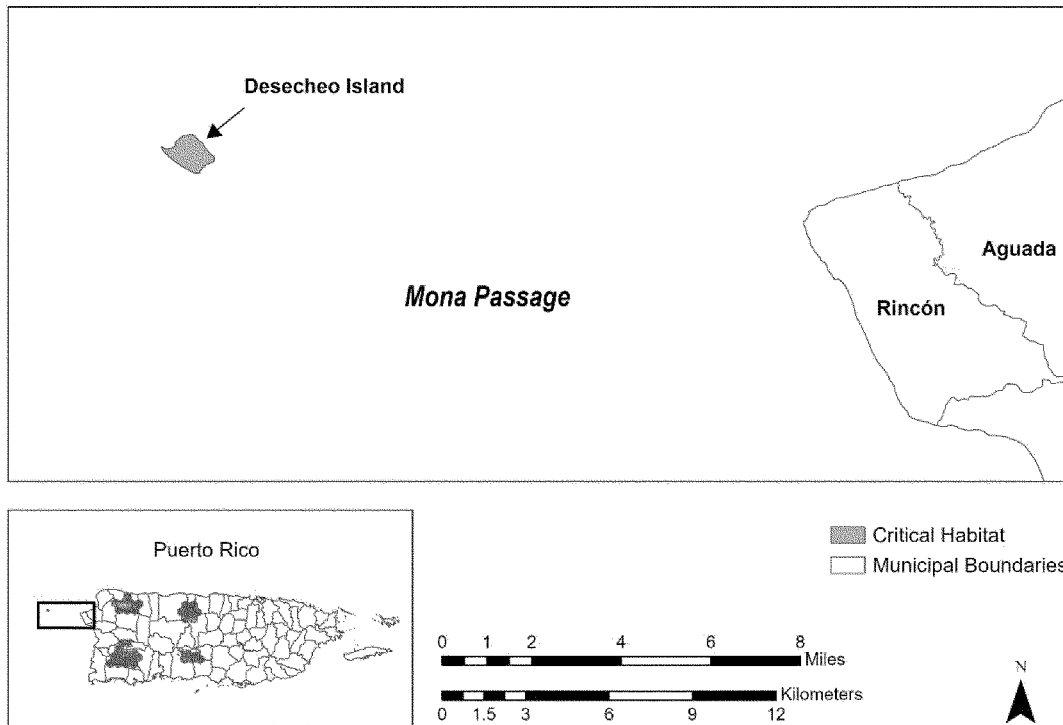 Desecheo Island
Aguada
Mona Passage
Rincón
Puerto Rico
Critical Habitat
Municipal Boundaries
0 1 2 4 6 8
Miles
Kilometers
0 1.5 3 6 9 12
N